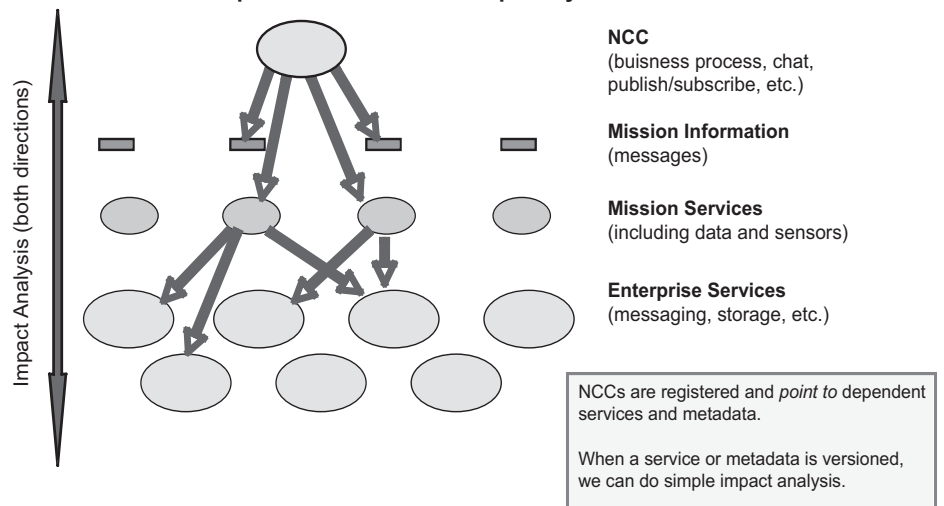 NCC
(buisness process, chat,
publish/subscribe, etc.)
Mission Information
(messages)
Mission Services
(including data and sensors)
Enterprise Services
(messaging, storage, etc.)
Impact Analysis (both directions)
NCCs are registered and point to dependent
services and metadata.
When a service or metadata is versioned,
we can do simple impact analysis.